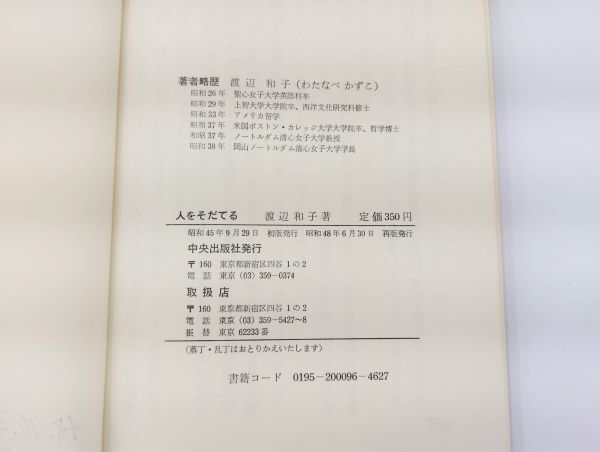 著者略歴 渡辺 和子(わたなべ かずこ)
昭和26年 聖心女子大学英語科卒
昭和29年 上智大学大学院卒、西洋文化研究科修士
昭和33年 アメリカ留学
昭和37年 米国ボストン・カレッジ大学大学院卒、哲学博士
和昭37年 ノートルダム清心女子大学教授
昭和38年 岡山ノートルダム清心女子大学学長
人をそだてる 渡辺和子著 定価350円
昭和45年9月29日 初版発行 昭和48年6月30日 再版発行
中央出版社発行
〒160 東京都新宿区四谷1の2
電話 東京(03)359-0374
取扱店
〒160 東京都新宿区四谷1の2
電話 東京(03)359-5427~8
振替 東京 62233番
(落丁・乱丁はおとりかえいたします)
書籍コード 0195-200096-4627